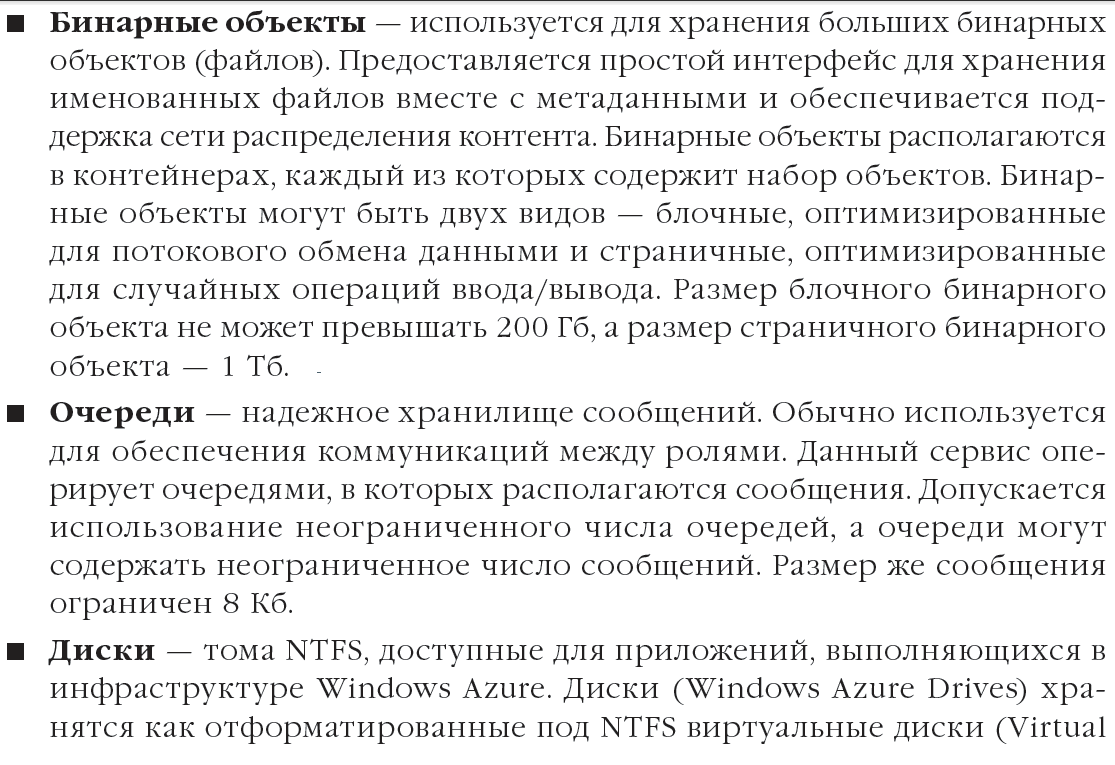 ■ Бинарные объекты — используется для хранения больших бинарных
объектов (файлов). Предоставляется простой интерфейс для хранения
именованных файлов вместе с метаданными и обеспечивается под-
держка сети распределения контента. Бинарные объекты располагаются
в контейнерах, каждый из которых содержит набор объектов. Бинар-
ные объекты могут быть двух видов — блочные, оптимизированные
для потокового обмена данными и страничные, оптимизированные
для случайных операций ввода/вывода. Размер блочного бинарного
объекта не может превышать 200 Гб, а размер страничного бинарного
объекта — 1 Тб.
■ Очереди — надежное хранилище сообщений. Обычно используется
для обеспечения коммуникаций между ролями. Данный сервис опе-
рирует очередями, в которых располагаются сообщения. Допускается
использование неограниченного числа очередей, а очереди могут
содержать неограниченное число сообщений. Размер же сообщения
ограничен 8 Кб.
■ Диски — тома NTFS, доступные для приложений, выполняющихся в
инфраструктуре Windows Azure. Диски (Windows Azure Drives) хра-
нятся как отформатированные под NTFS виртуальные диски (Virtual